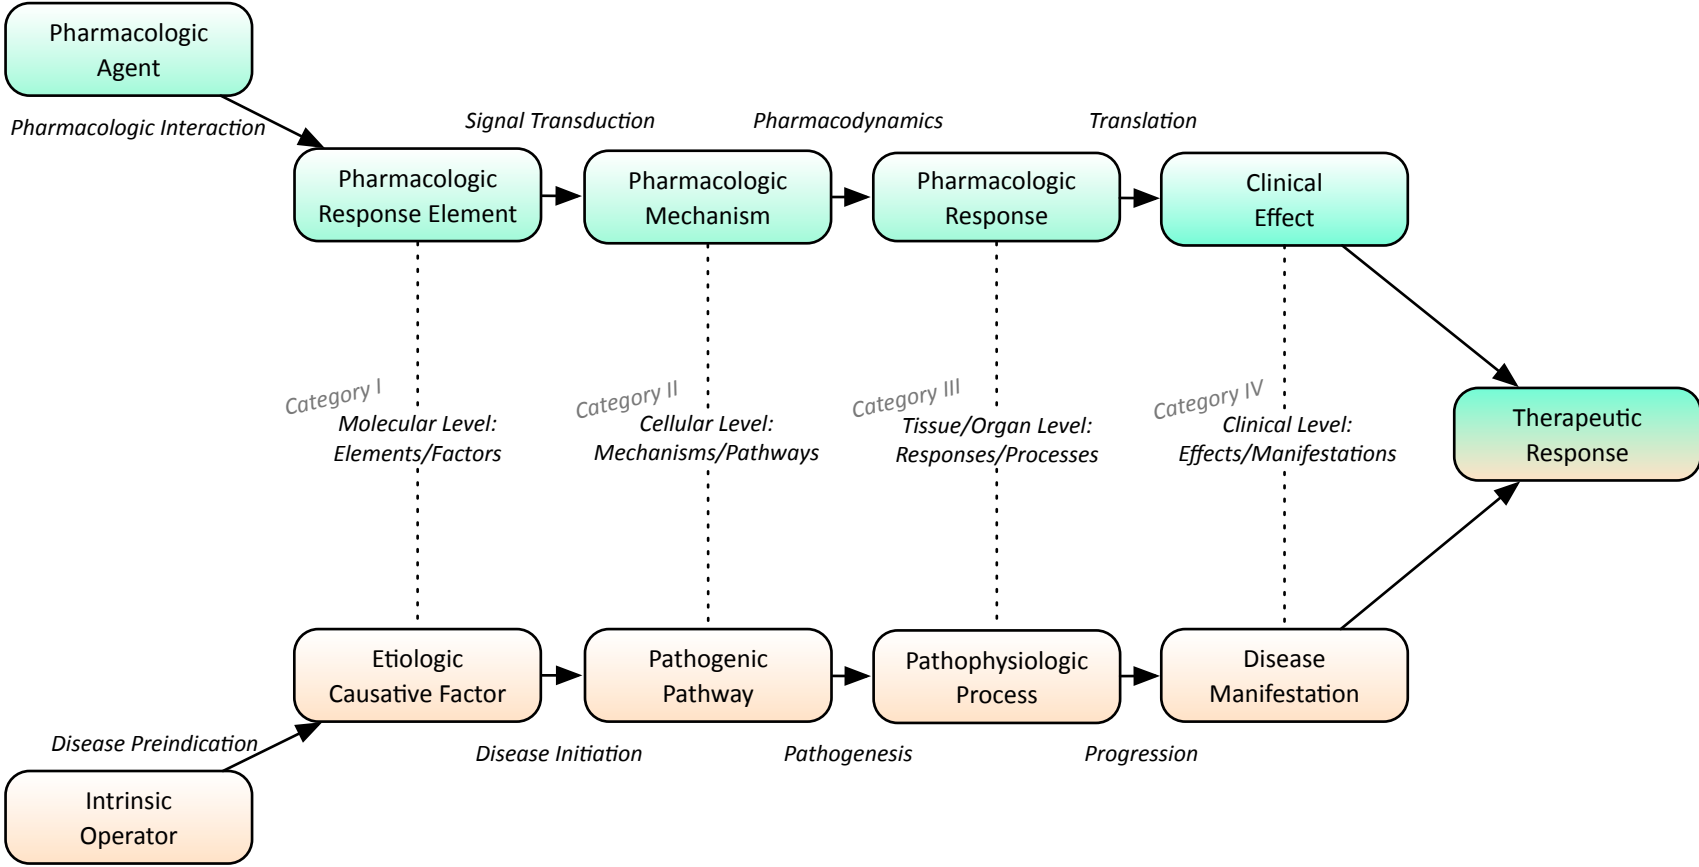 Pharmacologic
Agent
Pharmacologic Interaction
Signal Transduction
Pharmacodynamics
Translation
Pharmacologic
Response Element
Pharmacologic
Mechanism
Pharmacologic
Response
Clinical
Effect
Category I
Molecular Level:
Elements/Factors
Category II
Cellular Level:
Mechanisms/Pathways
Category III
Tissue/Organ Level:
Responses/Processes
Category IV
Clinical Level:
Effects/Manifestations
Therapeutic
Response
Etiologic
Causative Factor
Pathogenic
Pathway
Pathophysiologic
Process
Disease
Manifestation
Disease Preindication
Disease Initiation
Pathogenesis
Progression
Intrinsic
Operator